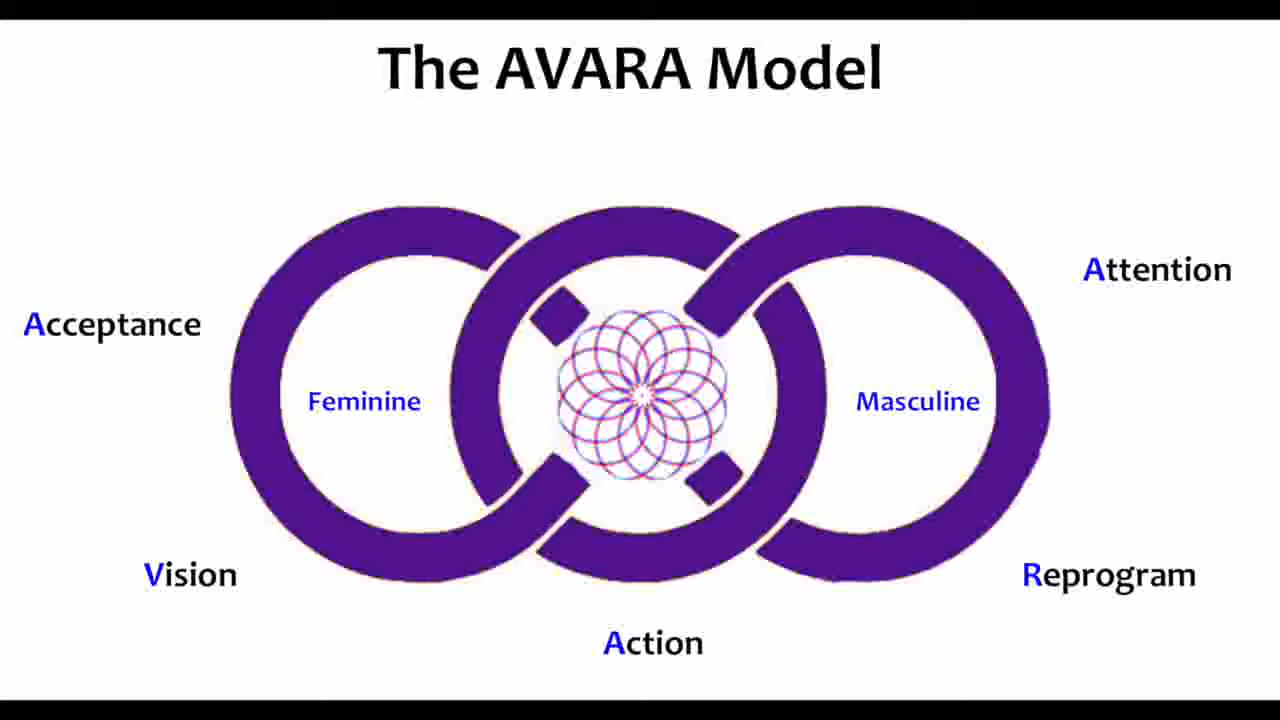 The AVARA Model
Attention
Acceptance
Feminine
Masculine
Vision
Reprogram
Action